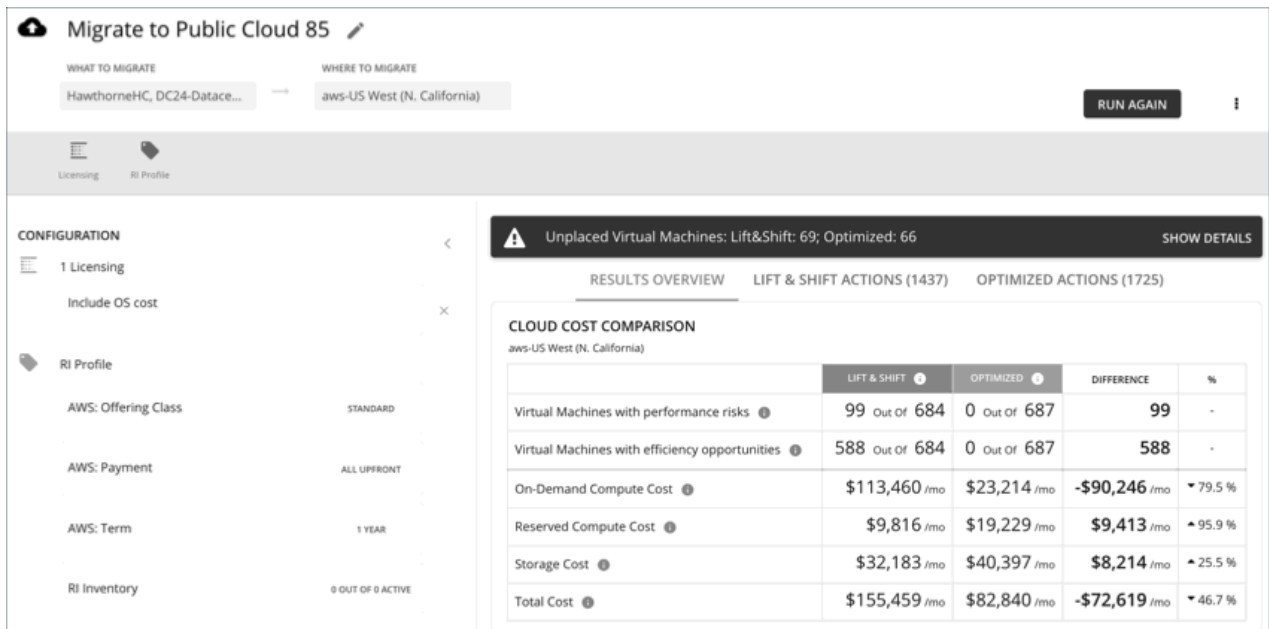 Migrate to Public Cloud 85
WHAT TO MIGRATE
WHERE TO MIGRATE
HawthorneHC, DC24-Datace...
aws-US West (N. California)
RUN AGAIN
Licensing
RI Profile
CONFIGURATION
1 Licensing
Include OS cost
RI Profile
AWS: Offering Class STANDARD
AWS: Payment ALL UPFRONT
AWS: Term 1 YEAR
RI Inventory 0 OUT OF 0 ACTIVE
Unplaced Virtual Machines: Lift&Shift: 69; Optimized: 66 SHOW DETAILS
RESULTS OVERVIEW LIFT & SHIFT ACTIONS (1437) OPTIMIZED ACTIONS (1725)
CLOUD COST COMPARISON
aws-US West (N. California)
LIFT & SHIFT OPTIMIZED DIFFERENCE %
Virtual Machines with performance risks 99 Out Of 684 0 Out Of 687 99 -
Virtual Machines with efficiency opportunities 588 Out Of 684 0 Out Of 687 588 -
On-Demand Compute Cost $113,460 /mo $23,214 /mo -$90,246 /mo 79.5 %
Reserved Compute Cost $9,816 /mo $19,229 /mo $9,413 /mo 95.9 %
Storage Cost $32,183 /mo $40,397 /mo $8,214 /mo 25.5 %
Total Cost $155,459 /mo $82,840 /mo -$72,619 /mo 46.7 %